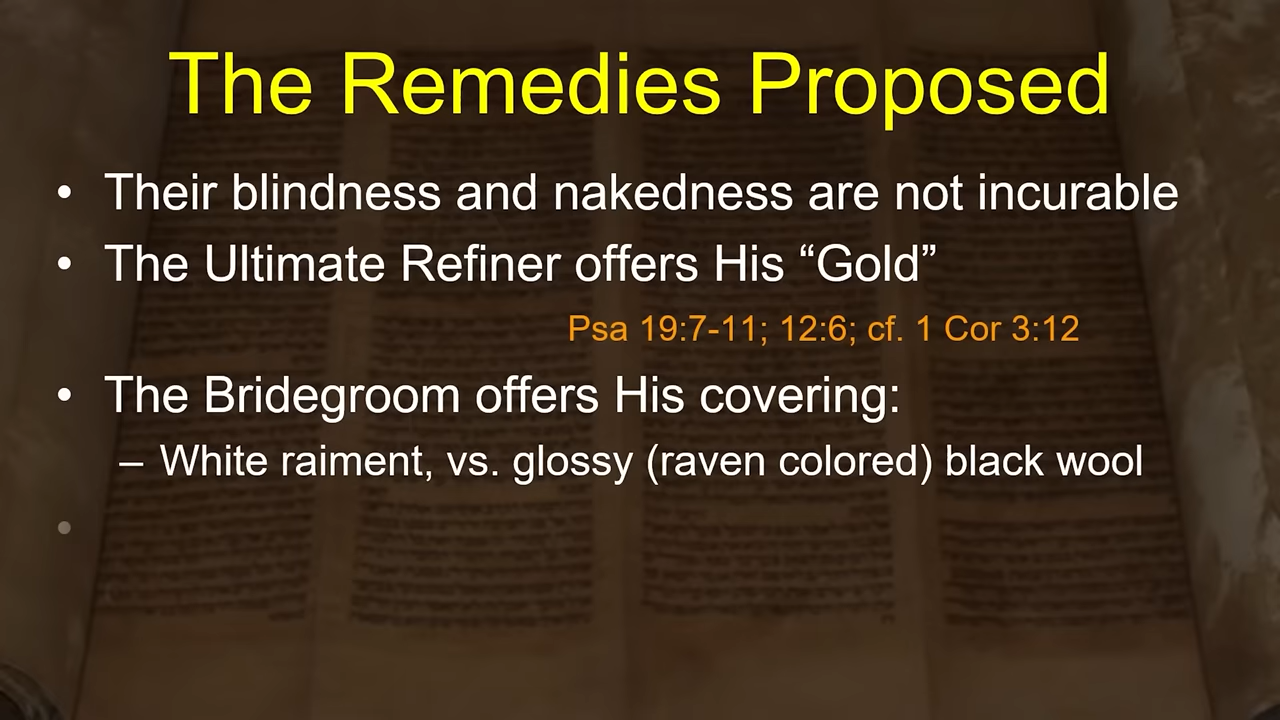 The Remedies Proposed
• Their blindness and nakedness are not incurable
• The Ultimate Refiner offers His “Gold”
Psa 19:7-11; 12:6; cf. 1 Cor 3:12
• The Bridegroom offers His covering:
– White raiment, vs. glossy (raven colored) black wool
•